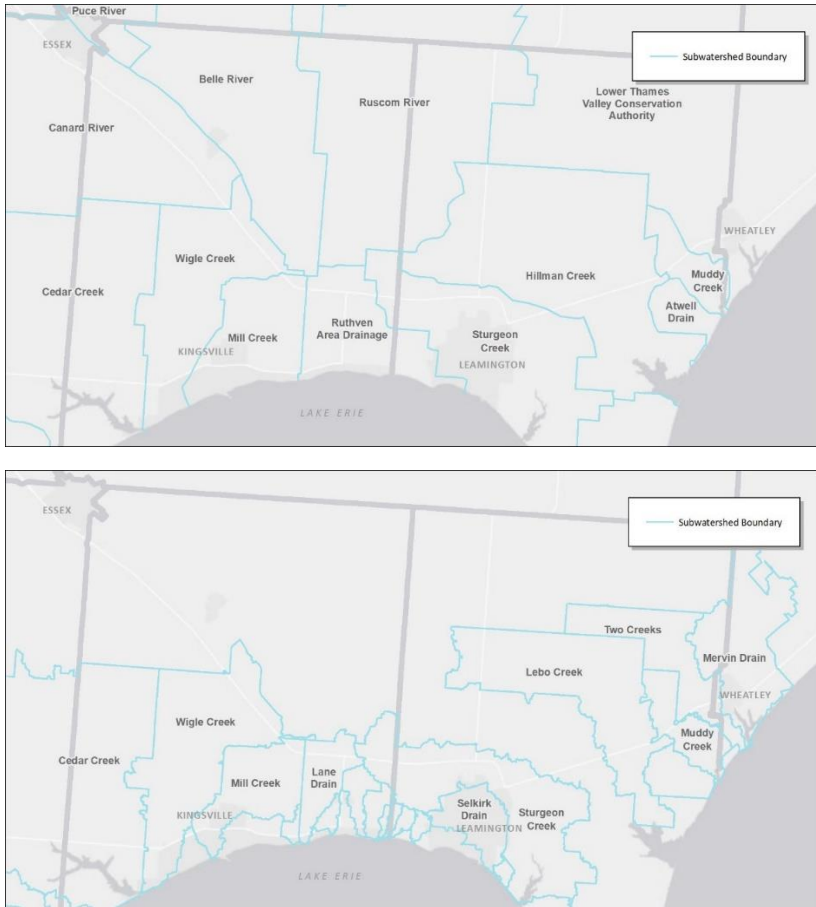 Puce River
ESSEX
Subwatershed Boundary
Belle River
Ruscom River
Lower Thames
Valley Conservation
Authority
Canard River
WHEATLEY
Wigle Creek
Hillman Creek
Muddy
Creek
Cedar Creek
Atwell
Drain
Ruthven
Area Drainage
Mill Creek
Sturgeon
Creek
KINGSVILLE
LEAMINGTON
LAKE ERIE
ESSEX
Subwatershed Boundary
Two Creeks
Mervin Drain
Lebo Creek
WHEATLEY
Wigle Creek
Muddy
Creek
Cedar Creek
Lane
Drain
Mill Creek
Selkirk
Drain
KINGSVILLE
Sturgeon
Creek
LEAMINGTON
LAKE ERIE